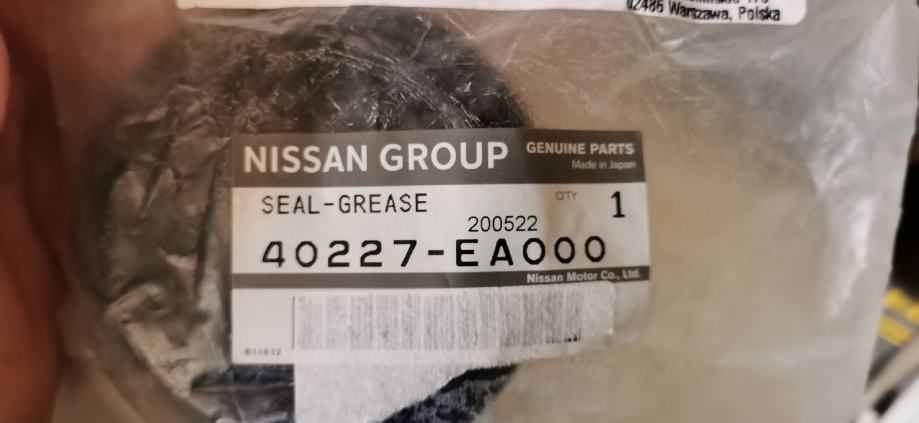 02486 Warszawa, Polska
NISSAN GROUP GENUINE PARTS
Made in Japan
SEAL-GREASE QTY 1
200522
40227-EA000
Nissan Motor Co., Ltd.